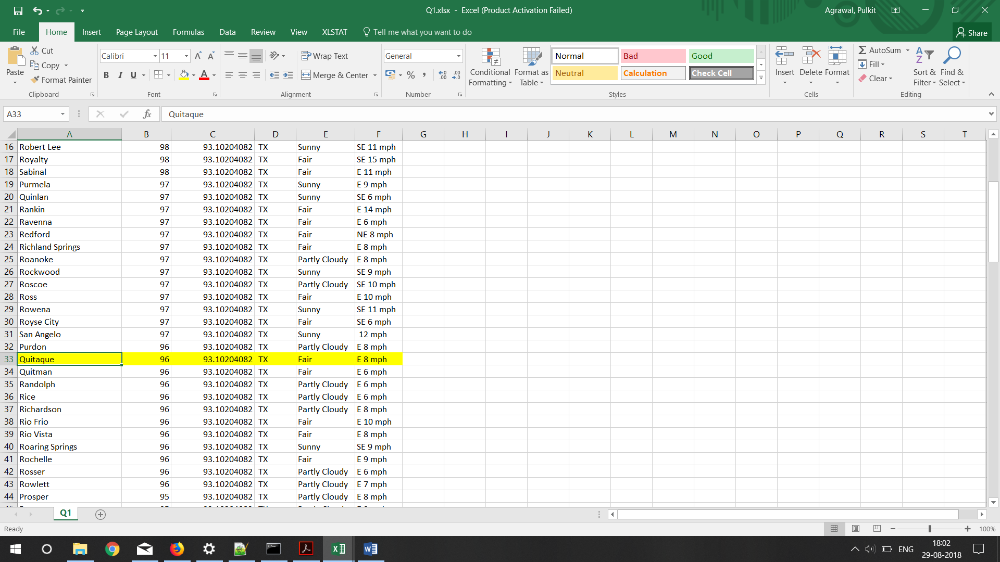 Q1.xlsx - Excel (Product Activation Failed)
Agrawal, Pulkit
File Home Insert Page Layout Formulas Data Review View XLSTAT Tell me what you want to do Share
Paste
Cut
Copy
Format Painter
Clipboard
Calibri 11
B I U
Font
Wrap Text
Merge & Center
Alignment
General
Number
Conditional Formatting
Format as Table
Normal Bad Good
Neutral Calculation Check Cell
Styles
Insert Delete Format
Cells
AutoSum
Fill
Clear
Sort & Filter
Find & Select
Editing
A33 fx Quitaque
A B C D E F G H I J K L M N O P Q R S T
16 Robert Lee 98 93.10204082 TX Sunny SE 11 mph
17 Royalty 98 93.10204082 TX Fair SE 15 mph
18 Sabinal 98 93.10204082 TX Fair E 11 mph
19 Purmela 97 93.10204082 TX Sunny E 9 mph
20 Quinlan 97 93.10204082 TX Sunny SE 6 mph
21 Rankin 97 93.10204082 TX Fair E 14 mph
22 Ravenna 97 93.10204082 TX Fair E 6 mph
23 Redford 97 93.10204082 TX Fair NE 8 mph
24 Richland Springs 97 93.10204082 TX Fair E 8 mph
25 Roanoke 97 93.10204082 TX Partly Cloudy E 8 mph
26 Rockwood 97 93.10204082 TX Sunny SE 9 mph
27 Roscoe 97 93.10204082 TX Partly Cloudy SE 10 mph
28 Ross 97 93.10204082 TX Fair E 10 mph
29 Rowena 97 93.10204082 TX Sunny SE 11 mph
30 Royse City 97 93.10204082 TX Fair SE 6 mph
31 San Angelo 97 93.10204082 TX Sunny 12 mph
32 Purdon 96 93.10204082 TX Partly Cloudy E 8 mph
33 Quitaque 96 93.10204082 TX Fair E 8 mph
34 Quitman 96 93.10204082 TX Fair E 6 mph
35 Randolph 96 93.10204082 TX Partly Cloudy E 6 mph
36 Rice 96 93.10204082 TX Partly Cloudy E 6 mph
37 Richardson 96 93.10204082 TX Partly Cloudy E 8 mph
38 Rio Frio 96 93.10204082 TX Fair E 10 mph
39 Rio Vista 96 93.10204082 TX Fair E 8 mph
40 Roaring Springs 96 93.10204082 TX Sunny SE 9 mph
41 Rochelle 96 93.10204082 TX Fair E 9 mph
42 Rosser 96 93.10204082 TX Partly Cloudy E 6 mph
43 Rowlett 96 93.10204082 TX Partly Cloudy E 7 mph
44 Prosper 95 93.10204082 TX Partly Cloudy E 8 mph
Q1
Ready
100%
ENG
18:02
29-08-2018